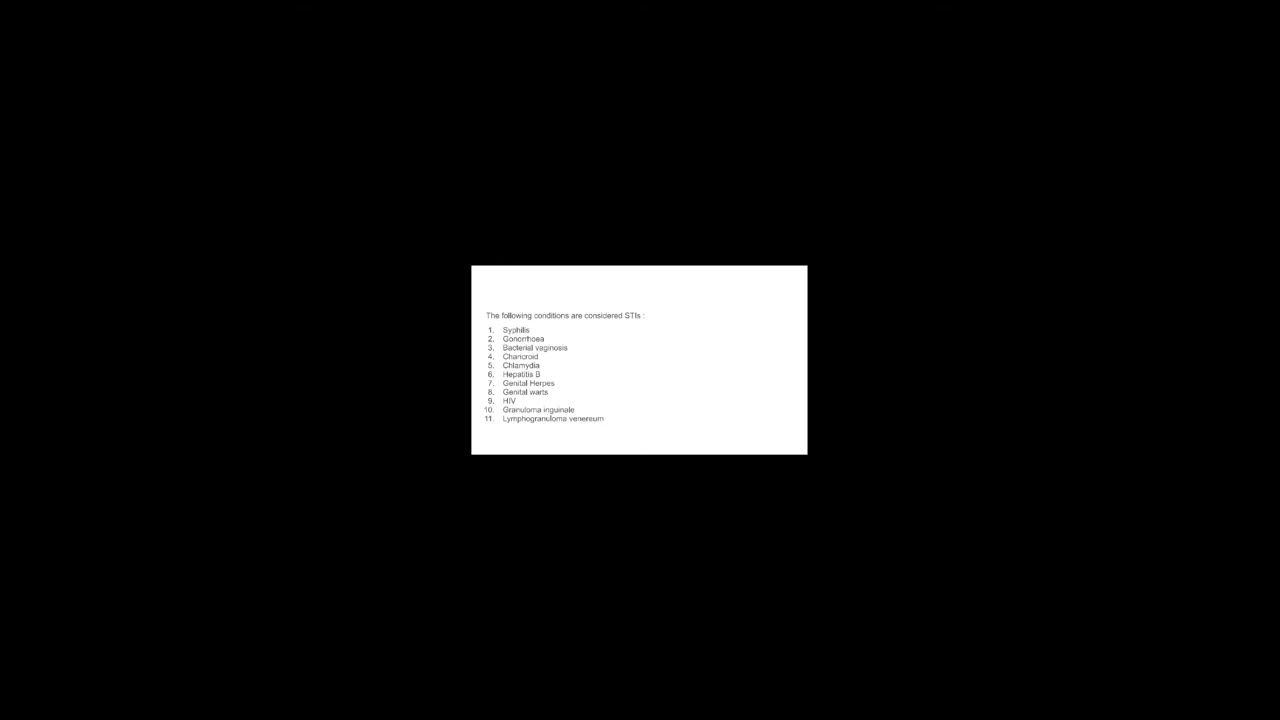 The following conditions are considered STIs :
1. Syphilis
2. Gonorrhoea
3. Bacterial vaginosis
4. Chancroid
5. Chlamydia
6. Hepatitis B
7. Genital Herpes
8. Genital warts
9. HIV
10. Granuloma inguinale
11. Lymphogranuloma venereum